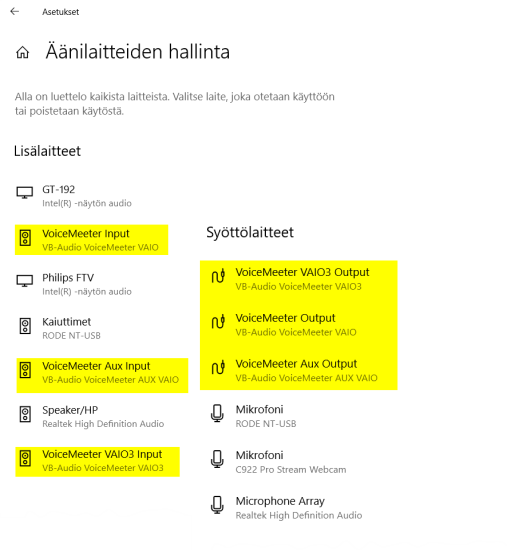 Asetukset
Äänilaitteiden hallinta
Alla on luettelo kaikista laitteista. Valitse laite, joka otetaan käyttöön
tai poistetaan käytöstä.
Lisälaitteet
GT-192
Intel(R) -näytön audio
VoiceMeeter Input
VB-Audio VoiceMeeter VAIO
Philips FTV
Intel(R) -näytön audio
Kaiuttimet
RODE NT-USB
VoiceMeeter Aux Input
VB-Audio VoiceMeeter AUX VAIO
Speaker/HP
Realtek High Definition Audio
VoiceMeeter VAIO3 Input
VB-Audio VoiceMeeter VAIO3
Syöttölaitteet
VoiceMeeter VAIO3 Output
VB-Audio VoiceMeeter VAIO3
VoiceMeeter Output
VB-Audio VoiceMeeter VAIO
VoiceMeeter Aux Output
VB-Audio VoiceMeeter AUX VAIO
Mikrofoni
RODE NT-USB
Mikrofoni
C922 Pro Stream Webcam
Microphone Array
Realtek High Definition Audio